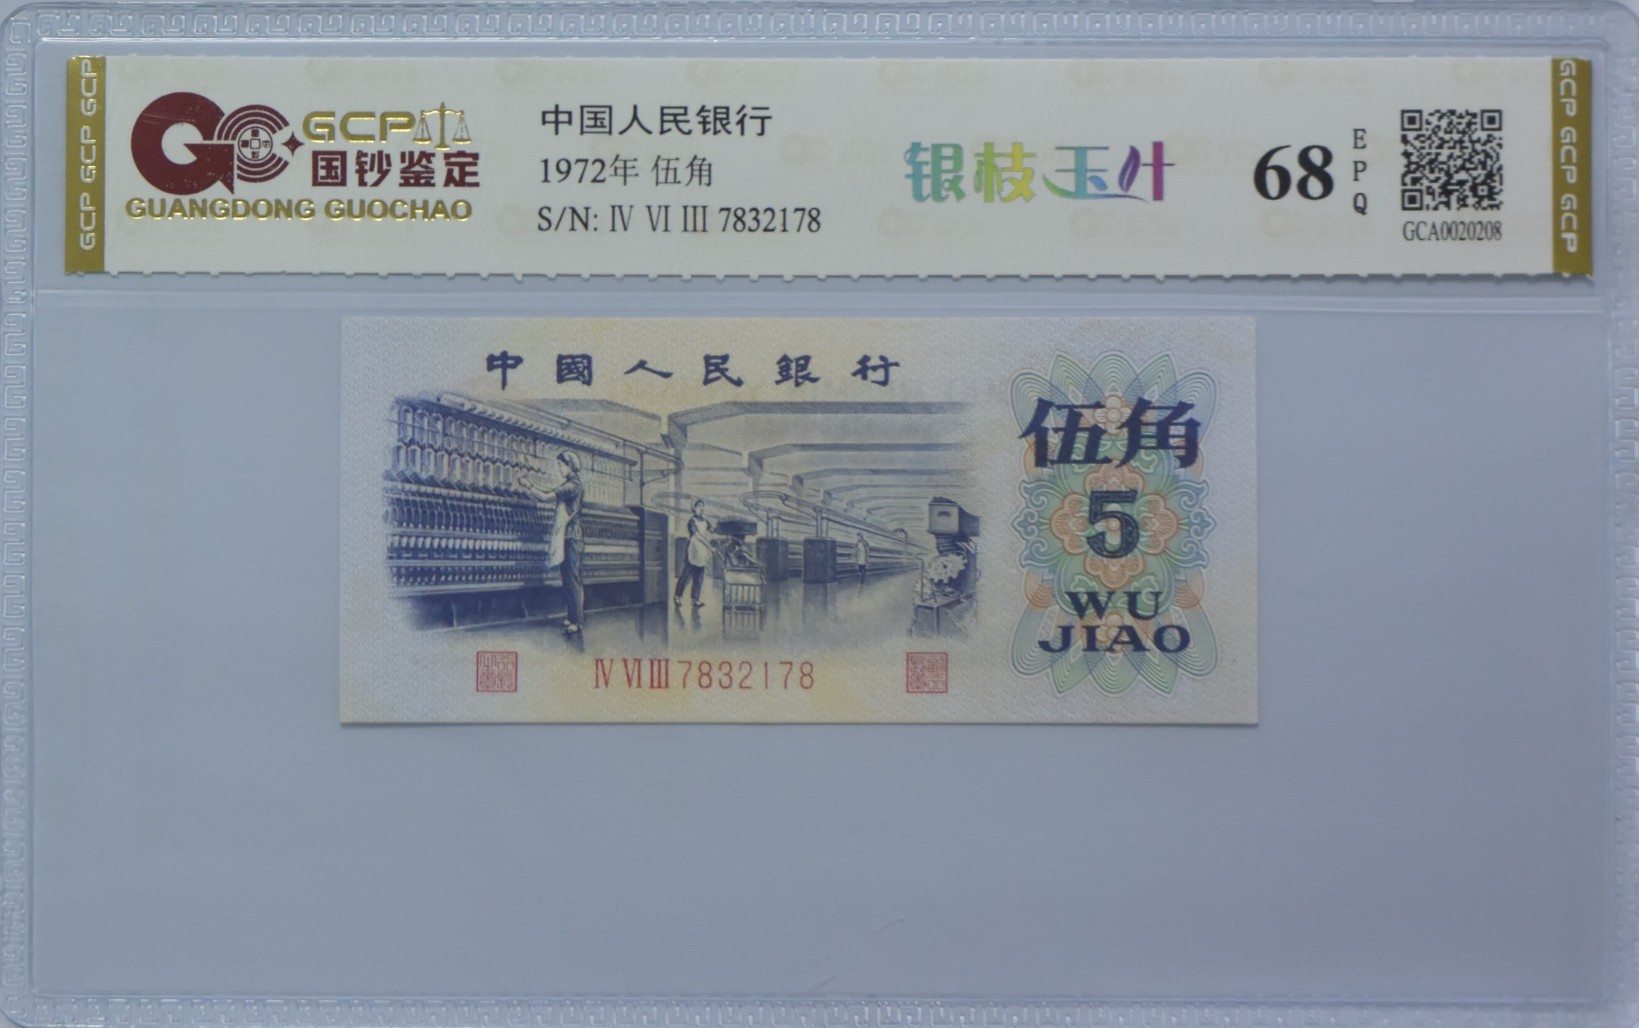 GCP GCP GCP
GCP
国钞鉴定
GUANGDONG GUOCHAO
中国人民银行
1972年 伍角
S/N: Ⅳ Ⅵ Ⅲ 7832178
银枝玉叶
68
EPQ
GCA0020208
GCP GCP GCP
中國人民銀行
伍角
5
WU
JIAO
Ⅳ Ⅵ Ⅲ 7832178